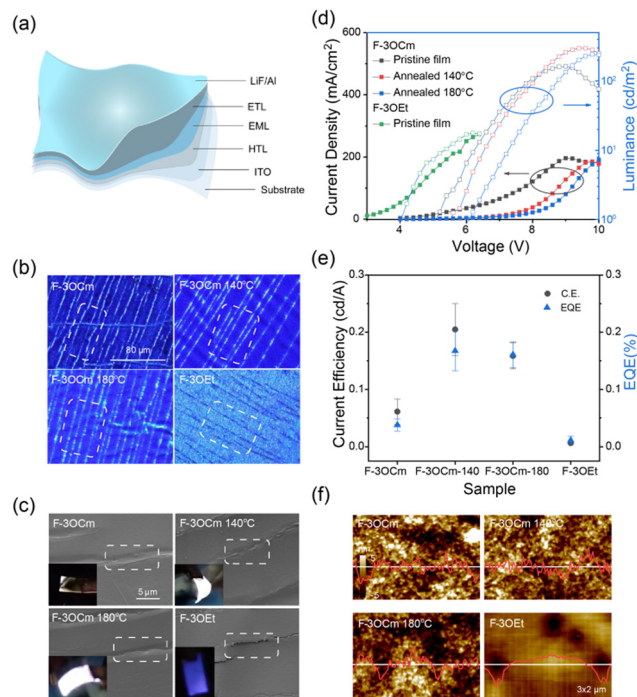 (a)
LiF/Al
ETL
EML
HTL
ITO
Substrate
(b)
F-3OCm
80 μm
F-3OCm 140°C
F-3OCm 180°C
F-3OEt
(c)
F-3OCm
5 μm
F-3OCm 140°C
F-3OCm 180°C
F-3OEt
(d)
Current Density (mA/cm²)
600
400
200
0
F-3OCm
Pristine film
Annealed 140°C
Annealed 180°C
F-3OEt
Pristine film
4
6
8
10
Voltage (V)
10²
10¹
10⁰
Luminance (cd/m²)
(e)
Current Efficiency (cd/A)
0.3
0.2
0.1
0.0
C.E.
EQE
0.3
0.2
0.1
0.0
EQE(%)
F-3OCm
F-3OCm-140
F-3OCm-180
F-3OEt
Sample
(f)
F-3OCm
F-3OCm 140°C
F-3OCm 180°C
F-3OEt
3x2 μm